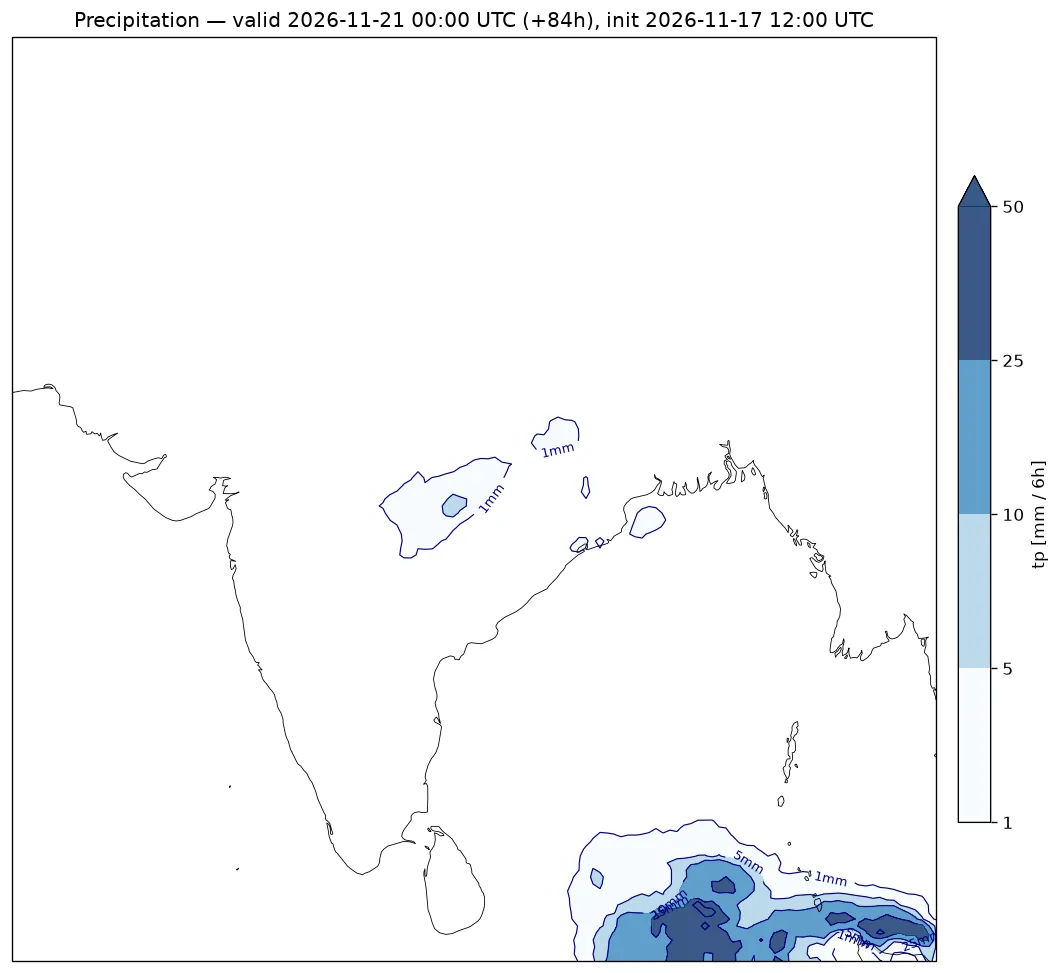 Precipitation — valid 2026-11-21 00:00 UTC (+84h), init 2026-11-17 12:00 UTC
50
25
10
5
1
tp [mm / 6h]
1mm
1mm
5mm
1mm